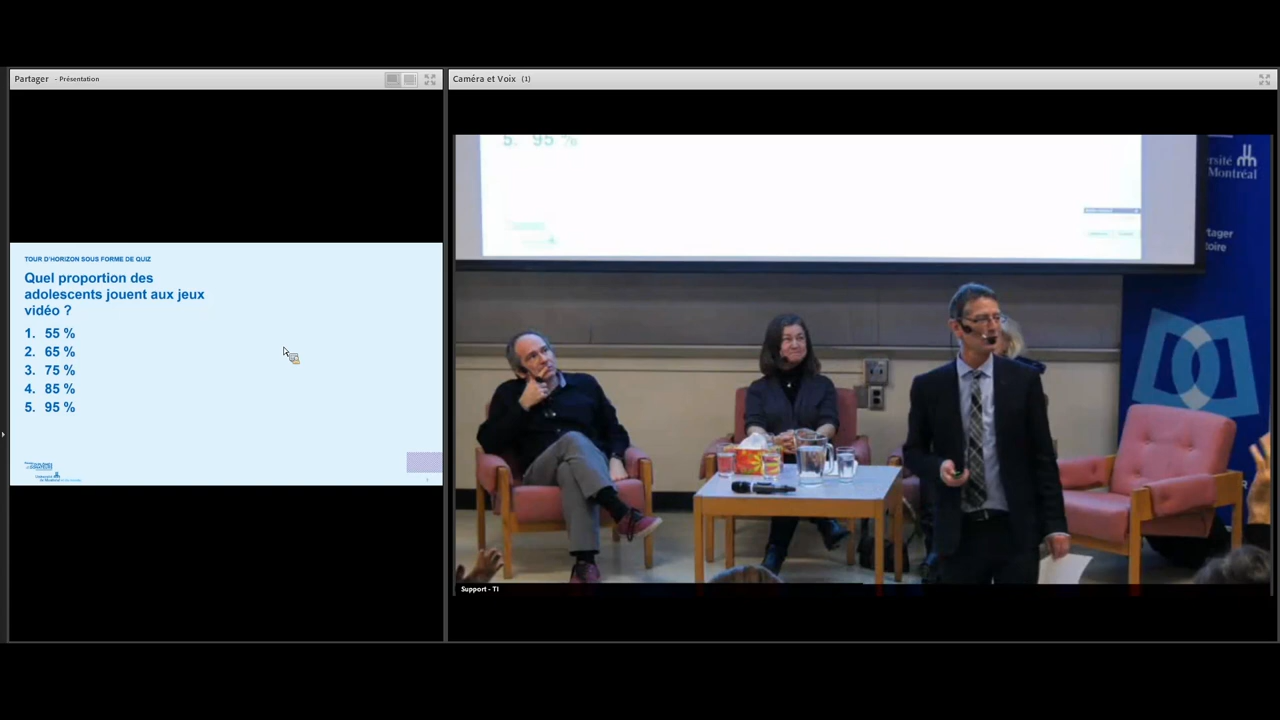 Partager - Présentation
Caméra et Voix (1)
TOUR D'HORIZON SOUS FORME DE QUIZ
Quel proportion des
adolescents jouent aux jeux
vidéo ?
1. 55 %
2. 65 %
3. 75 %
4. 85 %
5. 95 %
5. 95 %
rsité
Montréal
rtager
toire
Support - TI